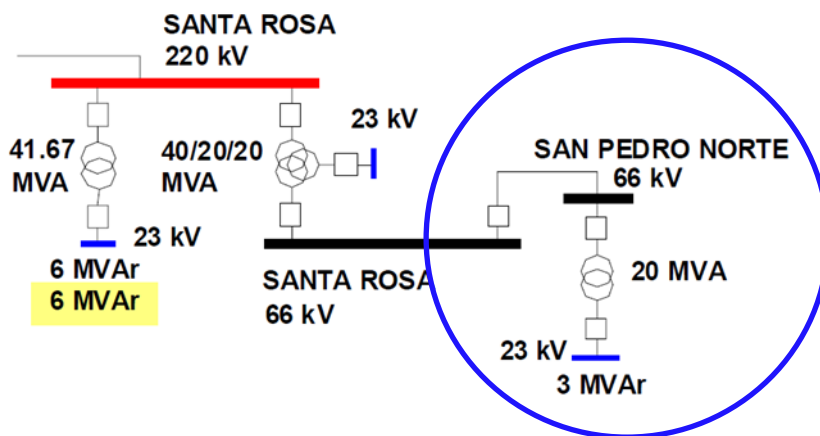 SANTA ROSA
220 kV
41.67
MVA
40/20/20
MVA
23 kV
SAN PEDRO NORTE
66 kV
23 kV
6 MVAr
6 MVAr
SANTA ROSA
66 kV
20 MVA
23 kV
3 MVAr